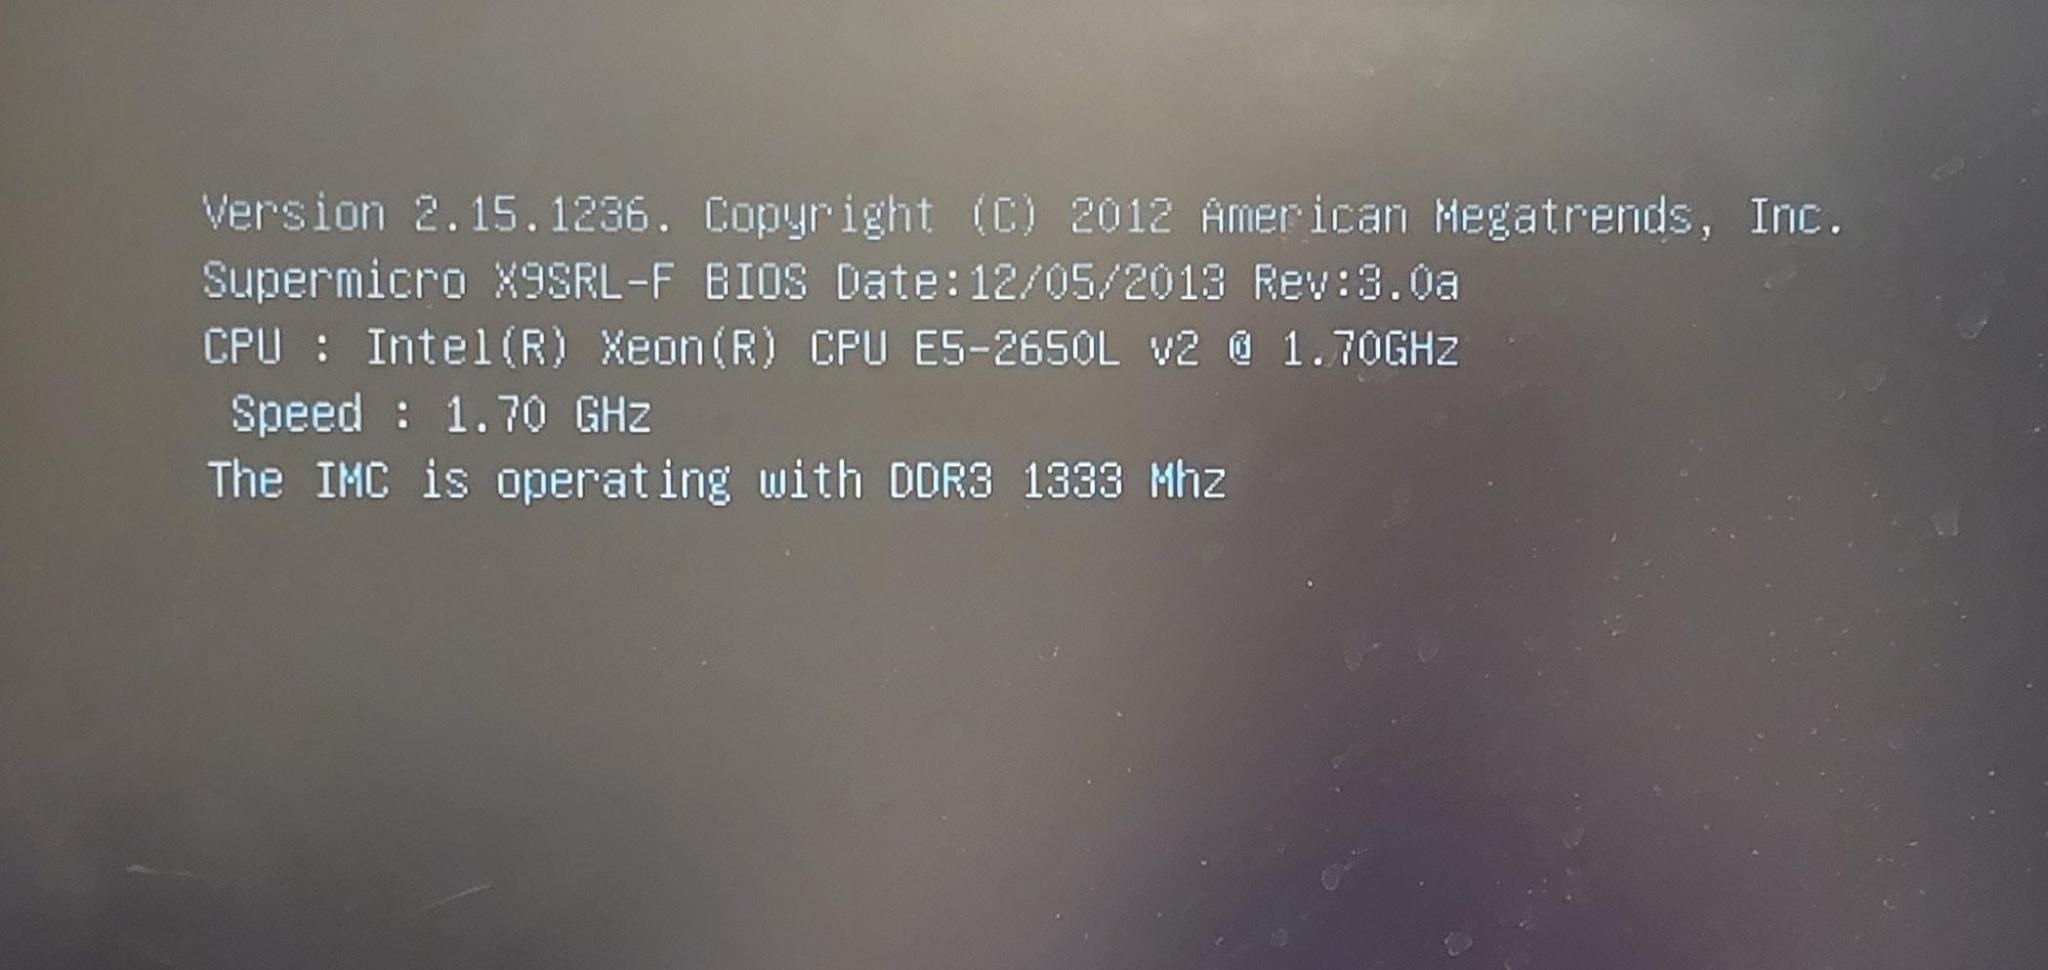 Version 2.15.1236. Copyright (C) 2012 American Megatrends, Inc.
Supermicro X9SRL-F BIOS Date:12/05/2013 Rev:3.0a
CPU : Intel(R) Xeon(R) CPU E5-2650L v2 @ 1.70GHz
Speed : 1.70 GHz
The IMC is operating with DDR3 1333 Mhz